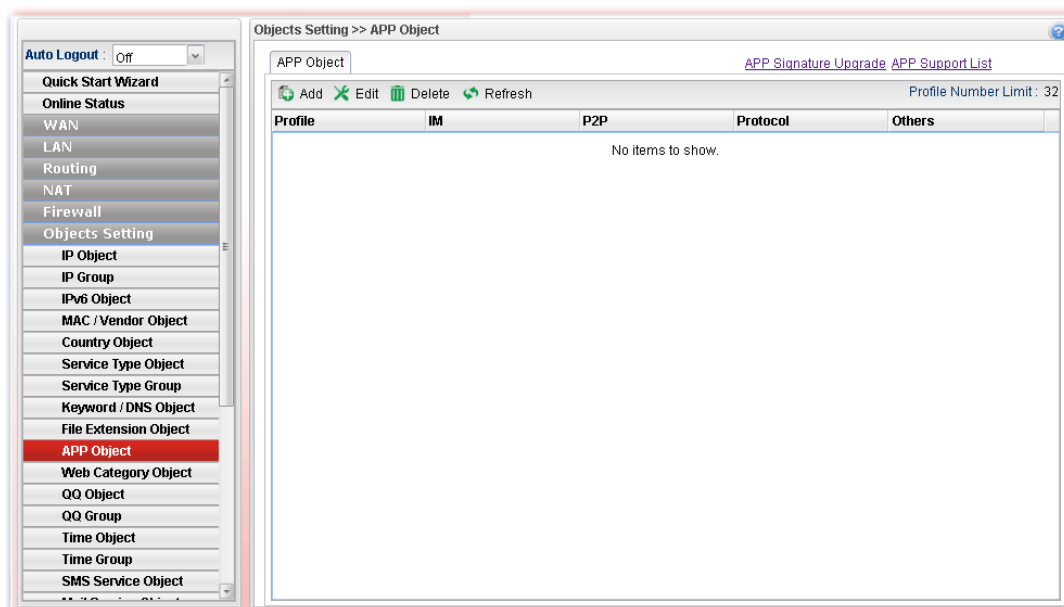 Objects Setting >> APP Object
Auto Logout : Off
Quick Start Wizard
Online Status
WAN
LAN
Routing
NAT
Firewall
Objects Setting
IP Object
IP Group
IPv6 Object
MAC / Vendor Object
Country Object
Service Type Object
Service Type Group
Keyword / DNS Object
File Extension Object
APP Object
Web Category Object
QQ Object
QQ Group
Time Object
Time Group
SMS Service Object
APP Object
APP Signature Upgrade APP Support List
Add Edit Delete Refresh Profile Number Limit : 32
Profile IM P2P Protocol Others
No items to show.